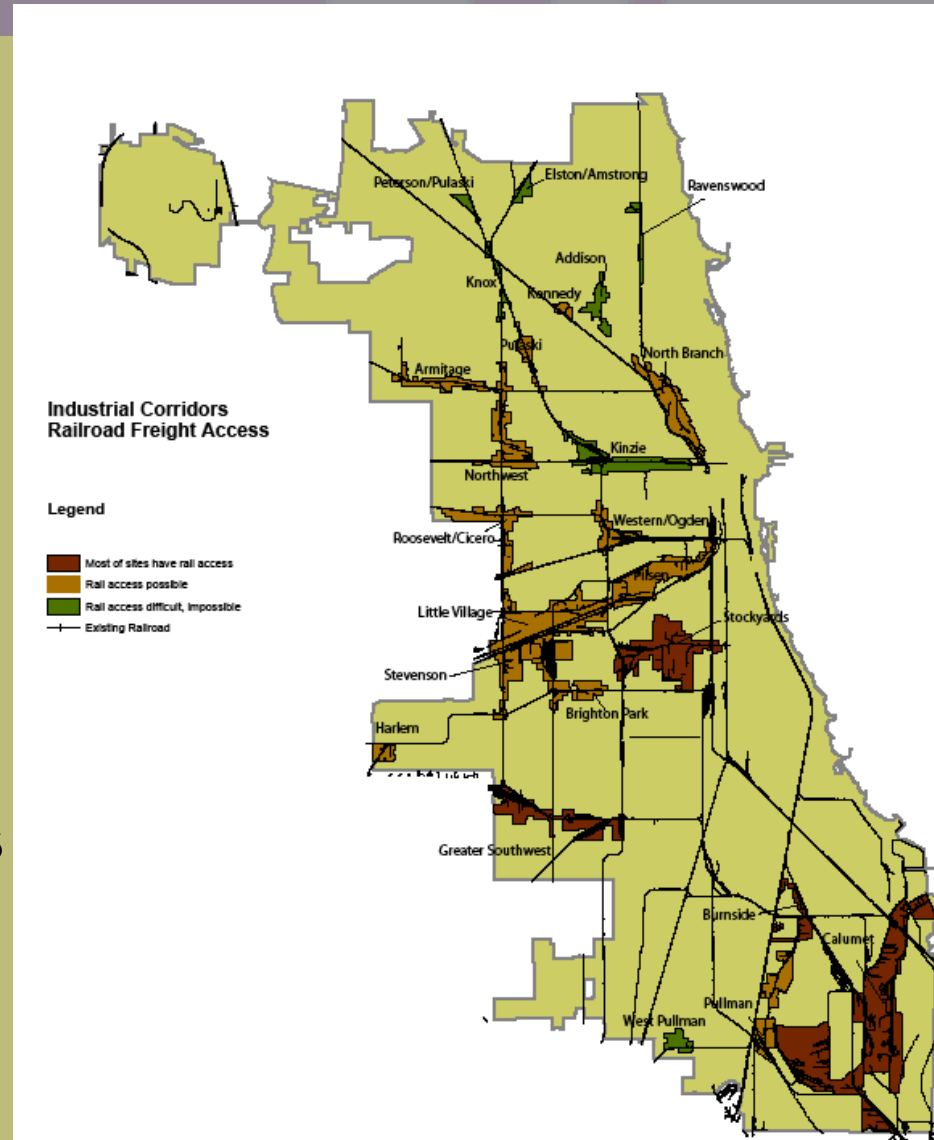 Peterson/Pulaski
Elston/Amstrong
Ravenswood
Addison
Knox
Kennedy
Pulaski
North Branch
Armitage
Industrial Corridors
Railroad Freight Access
Kinzie
Northwest
Legend
Western/Ogden
Roosevelt/Cicero
Most of sites have rail access
Rail access possible
Pilsen
Rail access difficult, impossible
Little Village
Stockyards
Existing Railroad
Stevenson
Brighton Park
Harlem
Greater Southwest
Burnside
Calumet
Pullman
West Pullman